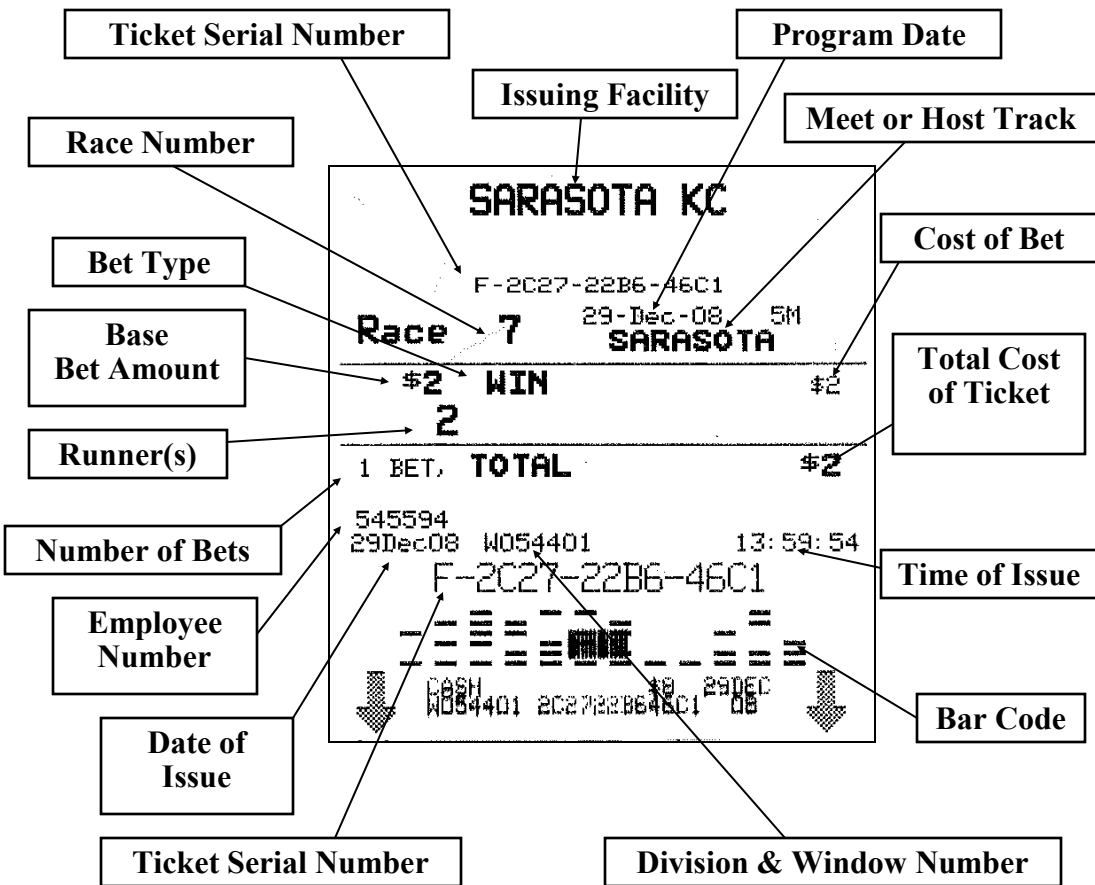 Ticket Serial Number
Program Date
Issuing Facility
Meet or Host Track
Race Number
SARASOTA KC
Cost of Bet
Bet Type
F-2C27-22B6-46C1
29-Dec-08 5M
Race 7 SARASOTA
Base
Bet Amount
Total Cost
of Ticket
$2 WIN $2
2
Runner(s)
1 BET, TOTAL $2
545594
Number of Bets
29Dec08 W054401 13:59:54
Time of Issue
F-2C27-22B6-46C1
Employee
Number
CASH $8 29DEC
W054401 2C27 22B646C1 08
Bar Code
Date of
Issue
Ticket Serial Number
Division & Window Number